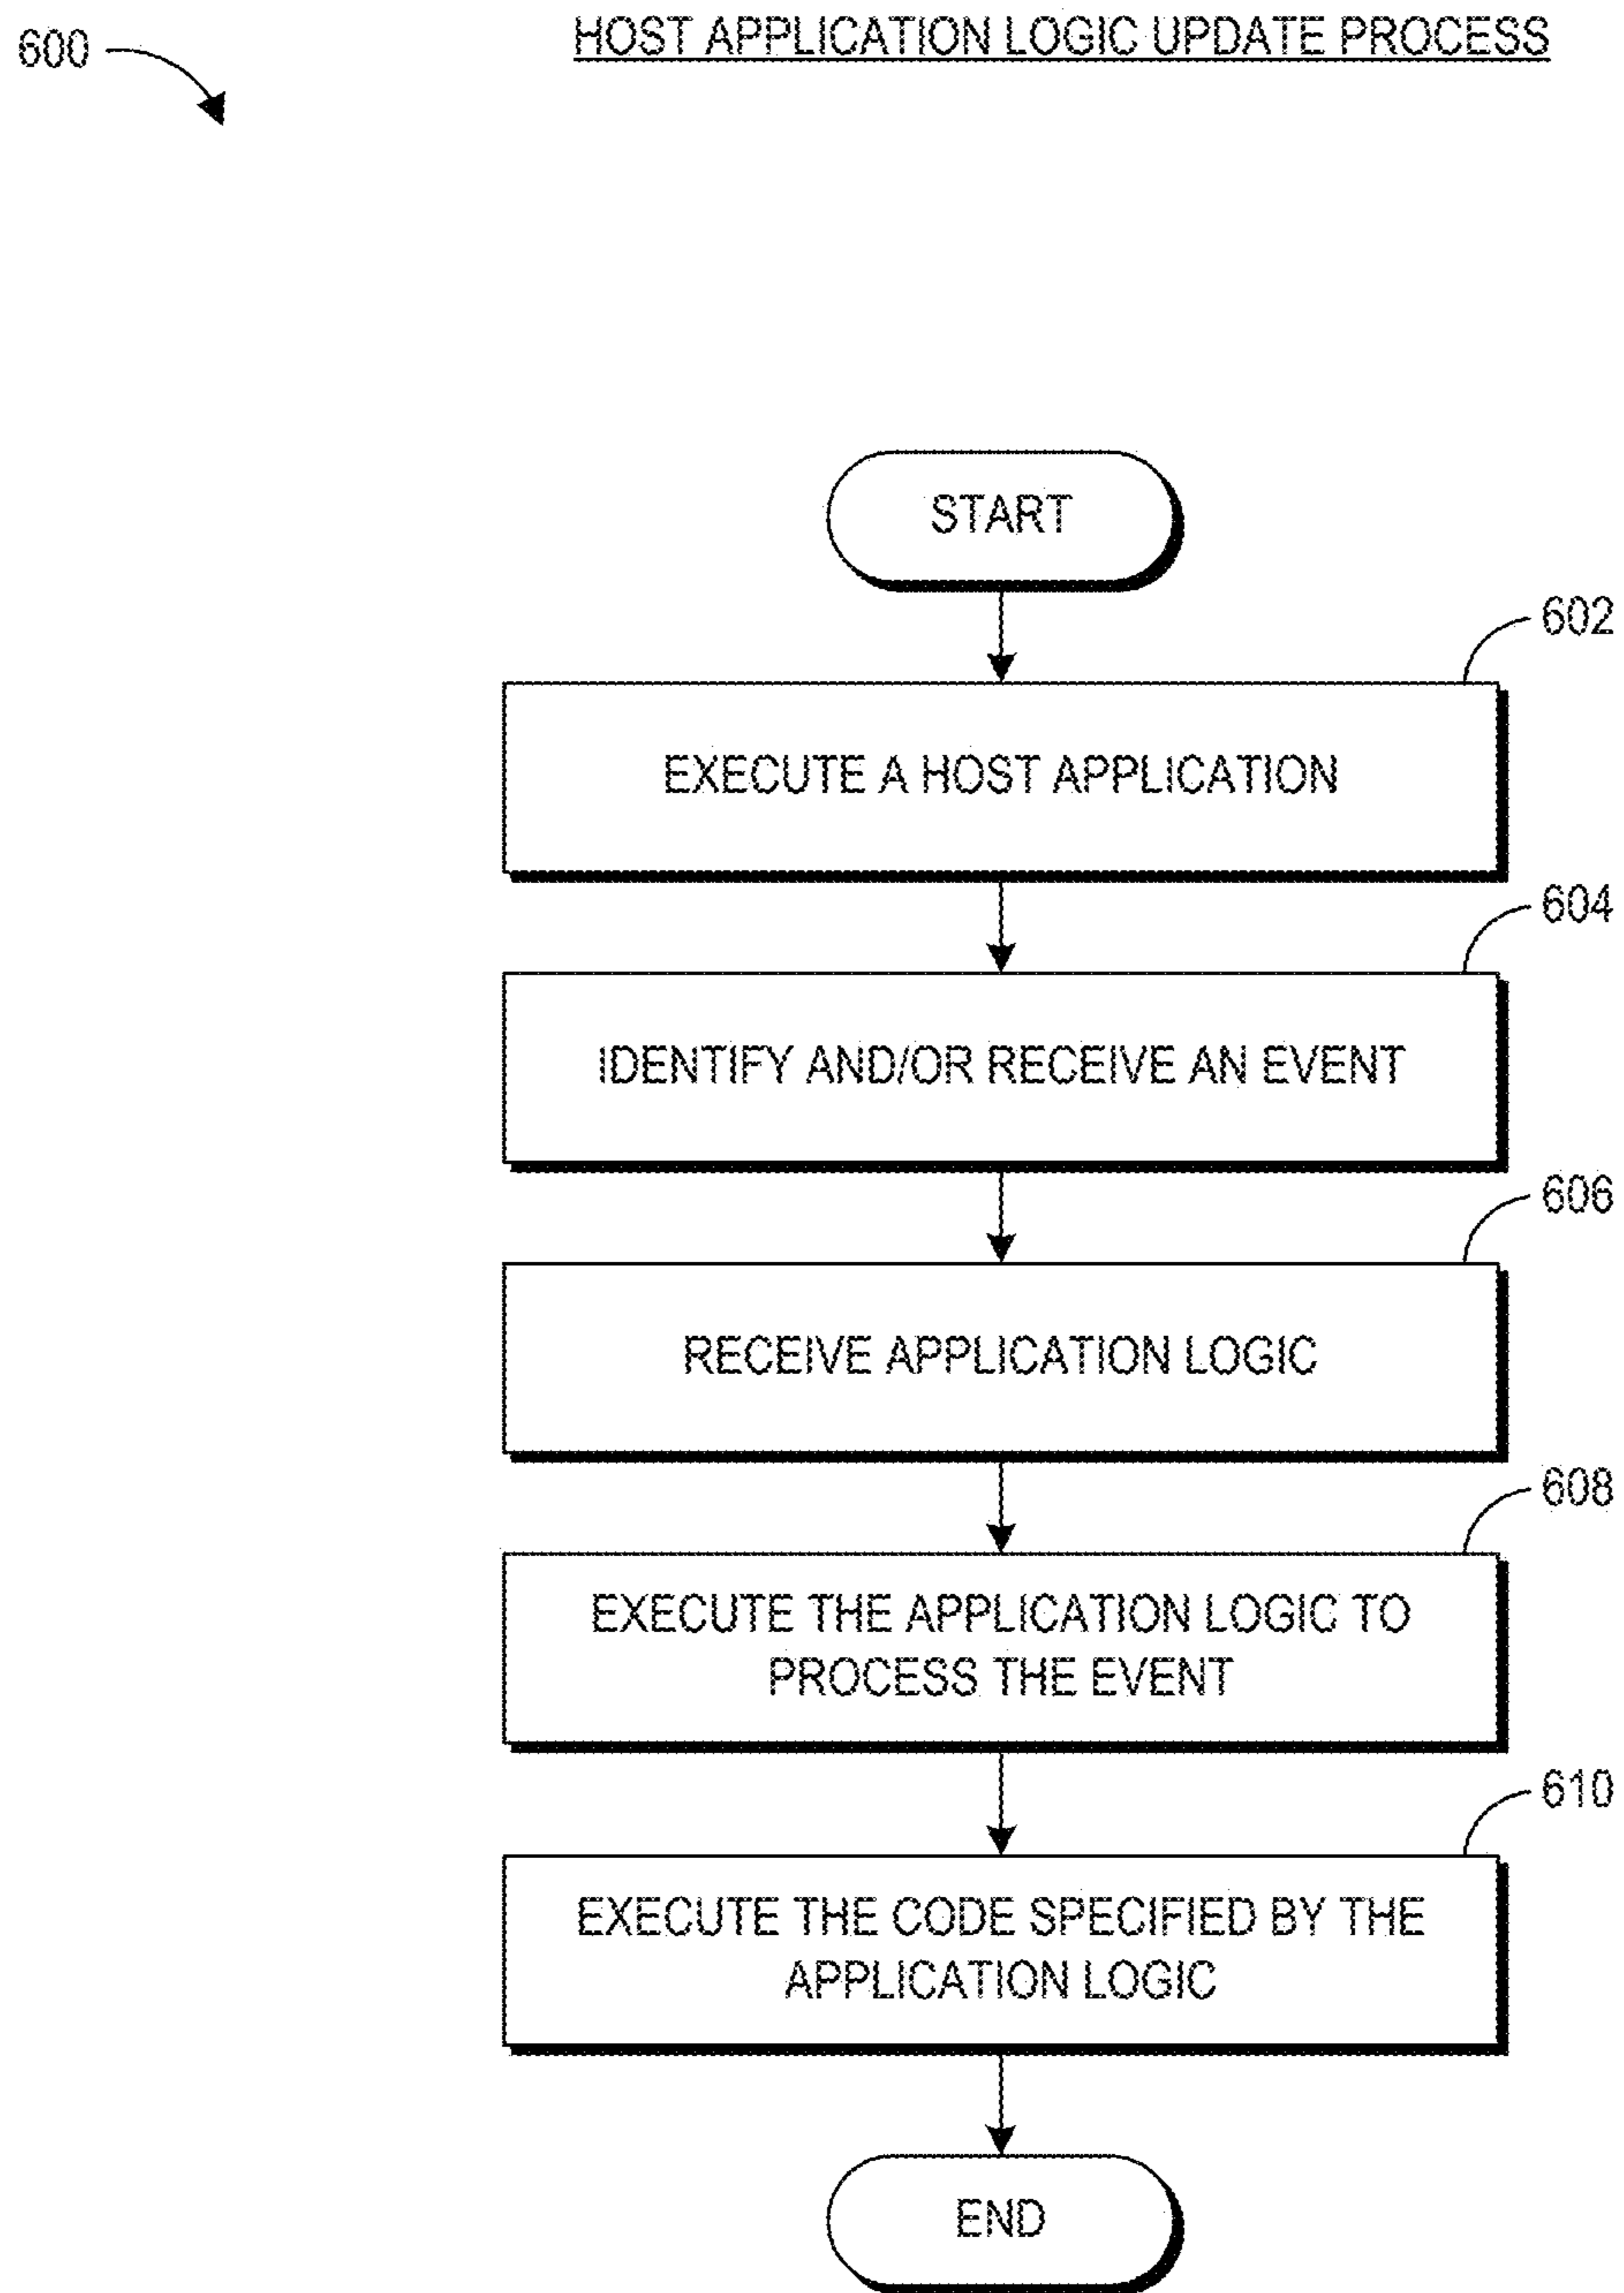 600
HOST APPLICATION LOGIC UPDATE PROCESS
START
602
EXECUTE A HOST APPLICATION
604
IDENTIFY AND/OR RECEIVE AN EVENT
606
RECEIVE APPLICATION LOGIC
608
EXECUTE THE APPLICATION LOGIC TO
PROCESS THE EVENT
610
EXECUTE THE CODE SPECIFIED BY THE
APPLICATION LOGIC
END